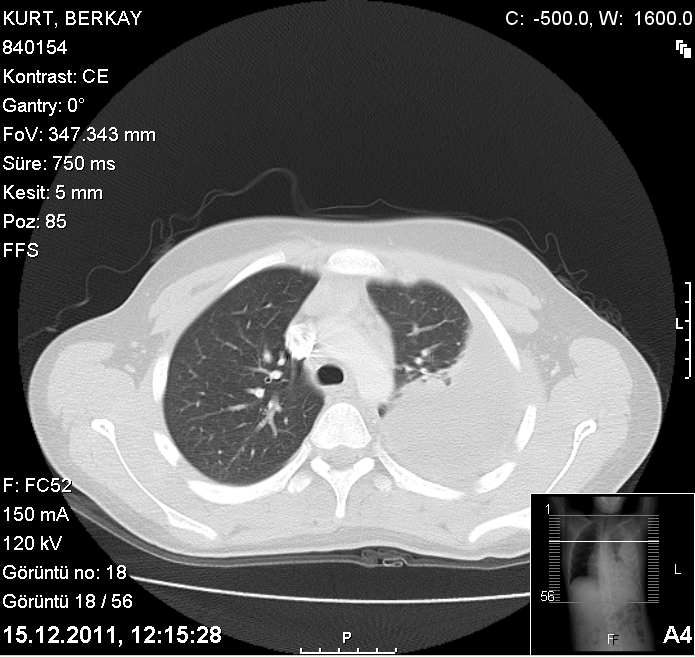 KURT, BERKAY
840154
Kontrast: CE
Gantry: 0°
FoV: 347.343 mm
Süre: 750 ms
Kesit: 5 mm
Poz: 85
FFS
C: -500.0, W: 1600.0
L
F: FC52
150 mA
120 kV
Görüntü no: 18
Görüntü 18 / 56
15.12.2011, 12:15:28
P
1
56
L
F
A4